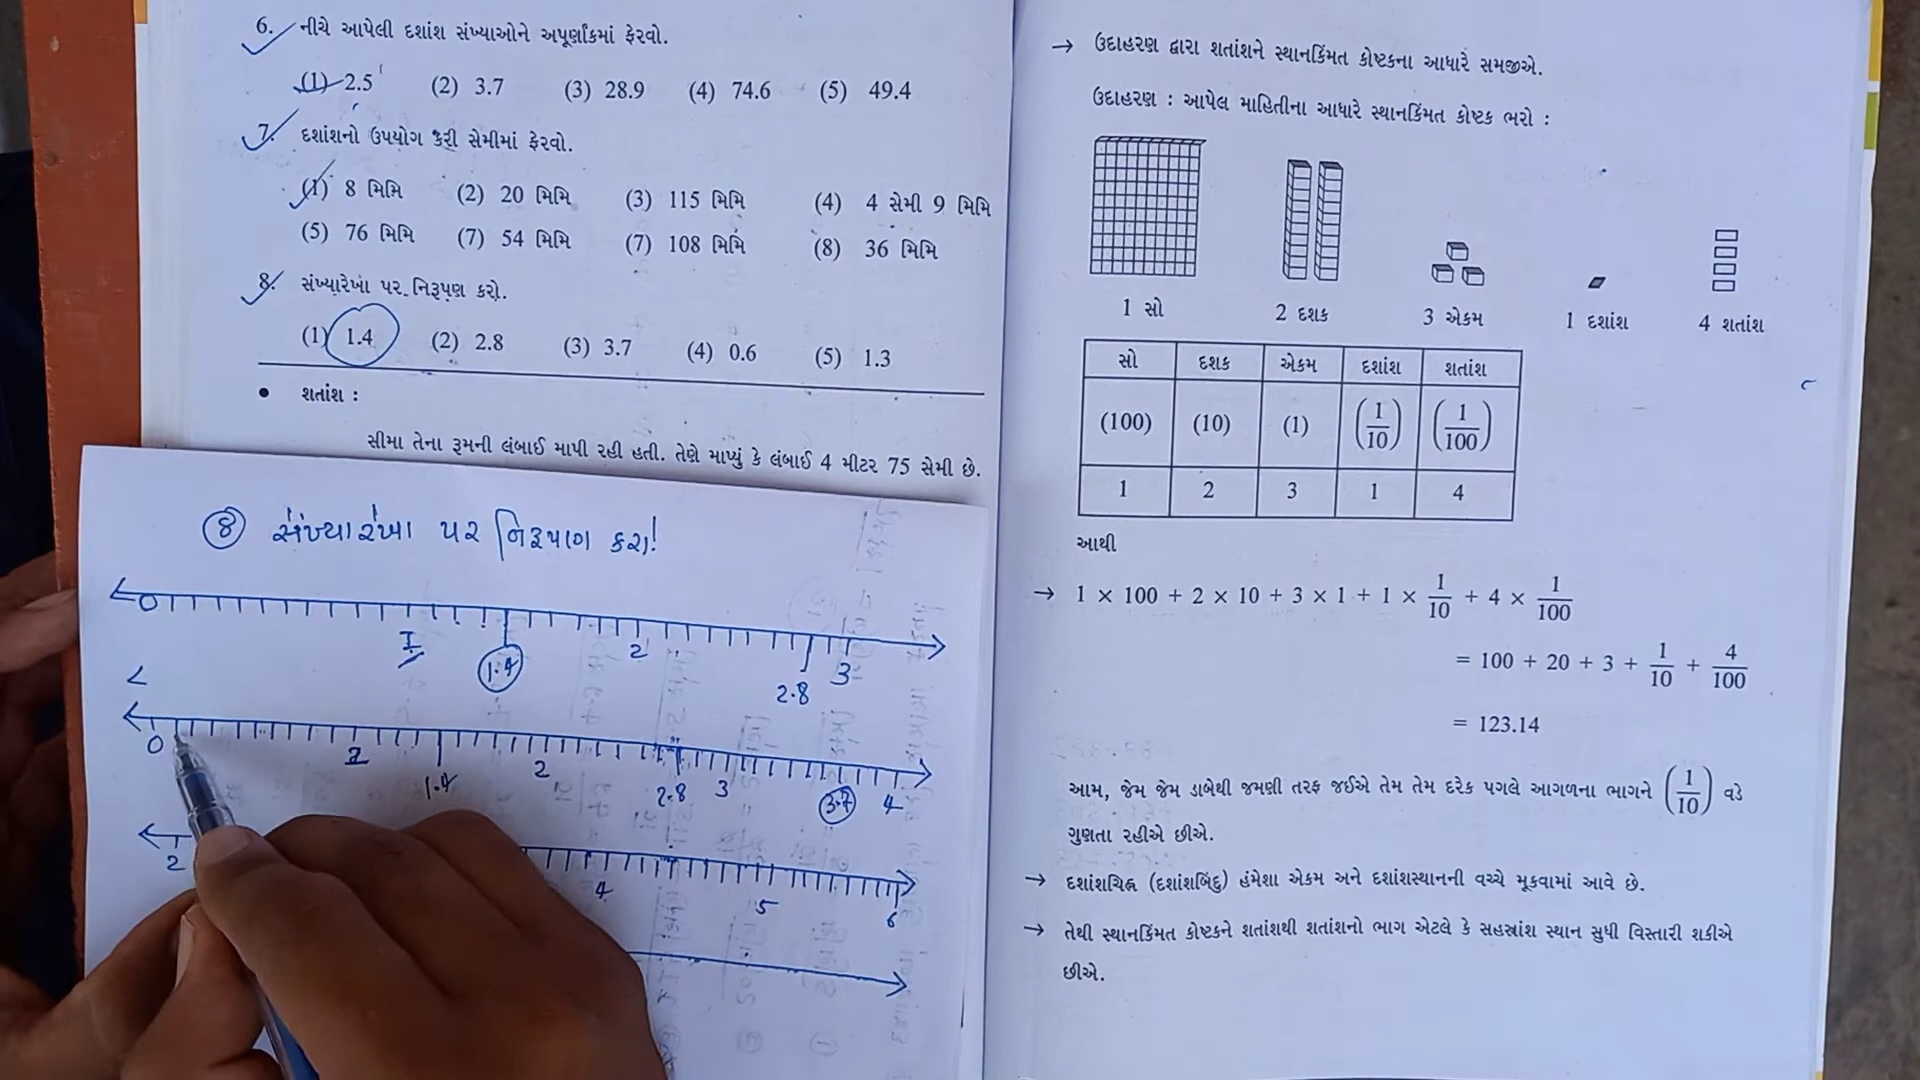 6. નીચે આપેલી દશાંશ સંખ્યાઓને અપૂર્ણાંકમાં ફેરવો.
(1) 2.5 (2) 3.7 (3) 28.9 (4) 74.6 (5) 49.4
7. દશાંશનો ઉપયોગ કરી સેમીમાં ફેરવો.
(1) 8 મિમિ (2) 20 મિમિ (3) 115 મિમિ (4) 4 સેમી 9 મિમિ
(5) 76 મિમિ (7) 54 મિમિ (7) 108 મિમિ (8) 36 મિમિ
8. સંખ્યારેખા પર નિરૂપણ કરો.
(1) 1.4 (2) 2.8 (3) 3.7 (4) 0.6 (5) 1.3
• શતાંશ :
સીમા તેના રૂમની લંબાઈ માપી રહી હતી. તેણે માપ્યું કે લંબાઈ 4 મીટર 75 સેમી છે.
8 સંખ્યારેખા પર નિરૂપણ કરો!
0 1 1.4 2 2.8 3
0 1 1.4 2 2.8 3 3.7 4
2 4 5 6
→ ઉદાહરણ દ્વારા શતાંશને સ્થાનકિંમત કોષ્ટકના આધારે સમજીએ.
ઉદાહરણ : આપેલ માહિતીના આધારે સ્થાનકિંમત કોષ્ટક ભરો :
1 સો 2 દશક 3 એકમ 1 દશાંશ 4 શતાંશ
સો દશક એકમ દશાંશ શતાંશ
(100) (10) (1) (1/10) (1/100)
1 2 3 1 4
આથી
→ 1 × 100 + 2 × 10 + 3 × 1 + 1 × 1/10 + 4 × 1/100
= 100 + 20 + 3 + 1/10 + 4/100
= 123.14
આમ, જેમ જેમ ડાબેથી જમણી તરફ જઈએ તેમ તેમ દરેક પગલે આગળના ભાગને (1/10) વડે
ગુણતા રહીએ છીએ.
→ દશાંશચિહ્ન (દશાંશબિંદુ) હંમેશા એકમ અને દશાંશસ્થાનની વચ્ચે મૂકવામાં આવે છે.
→ તેથી સ્થાનકિંમત કોષ્ટકને શતાંશથી શતાંશનો ભાગ એટલે કે સહસ્રાંશ સ્થાન સુધી વિસ્તારી શકીએ
છીએ.